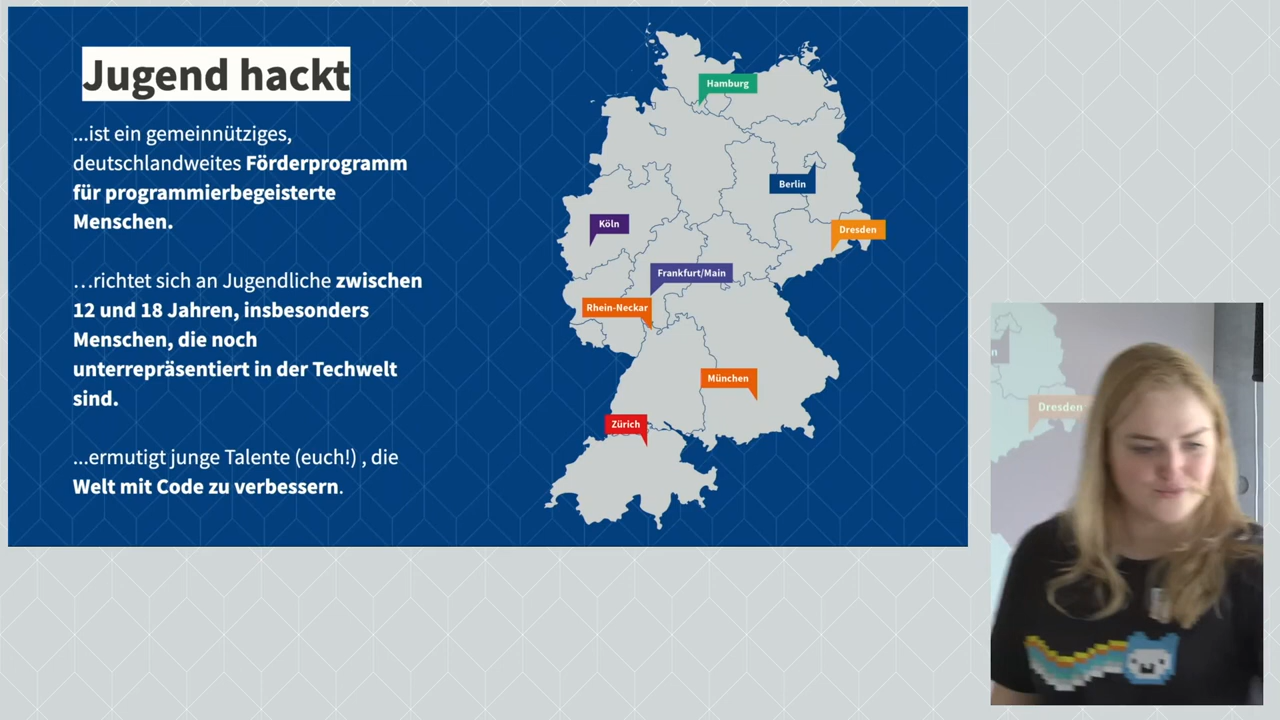 Jugend hackt
...ist ein gemeinnütziges,
deutschlandweites Förderprogramm
für programmierbegeisterte
Menschen.
…richtet sich an Jugendliche zwischen
12 und 18 Jahren, insbesonders
Menschen, die noch
unterrepräsentiert in der Techwelt
sind.
...ermutigt junge Talente (euch!) , die
Welt mit Code zu verbessern.
Hamburg
Berlin
Köln
Dresden
Frankfurt/Main
Rhein-Neckar
München
Zürich
n
Dresden